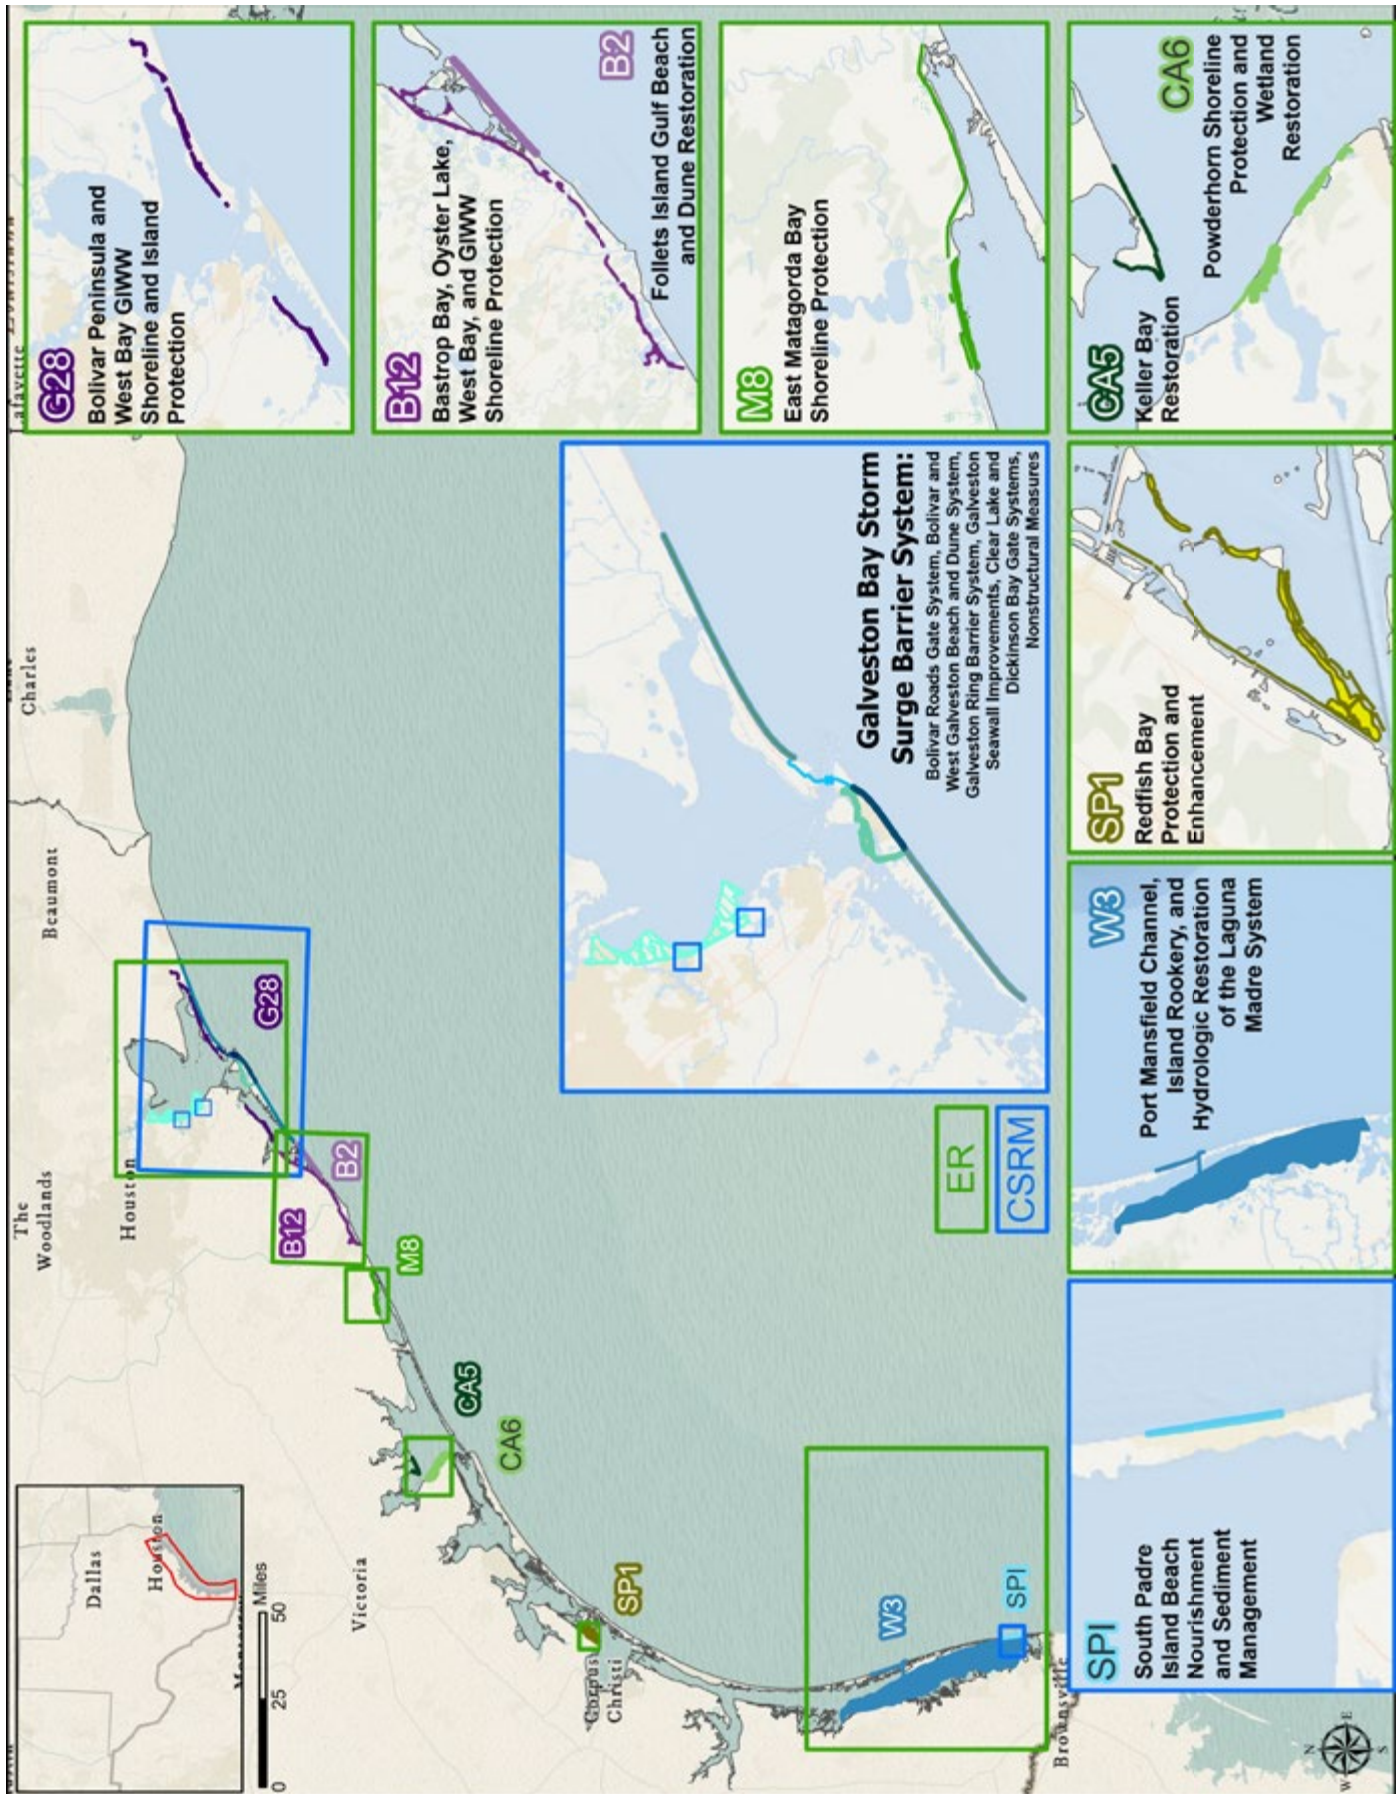 Dallas
Houston
0
25
50
Miles
Lafayette
Charles
Beaumont
The
Woodlands
Houston
Victoria
Corpus
Christi
Brownsville
G28
B12
B2
M8
CA5
CA6
SP1
W3
SPI
ER
CSRM
Galveston Bay Storm
Surge Barrier System:
Bolivar Roads Gate System, Bolivar and
West Galveston Beach and Dune System,
Galveston Ring Barrier System, Galveston
Seawall Improvements, Clear Lake and
Dickinson Bay Gate Systems,
Nonstructural Measures
G28
Bolivar Peninsula and
West Bay GIWW
Shoreline and Island
Protection
B12
Bastrop Bay, Oyster Lake,
West Bay, and GIWW
Shoreline Protection
B2
Follets Island Gulf Beach
and Dune Restoration
M8
East Matagorda Bay
Shoreline Protection
CA5
Keller Bay
Restoration
CA6
Powderhorn Shoreline
Protection and
Wetland
Restoration
SP1
Redfish Bay
Protection and
Enhancement
W3
Port Mansfield Channel,
Island Rookery, and
Hydrologic Restoration
of the Laguna
Madre System
SPI
South Padre
Island Beach
Nourishment
and Sediment
Management
N
W
E
S